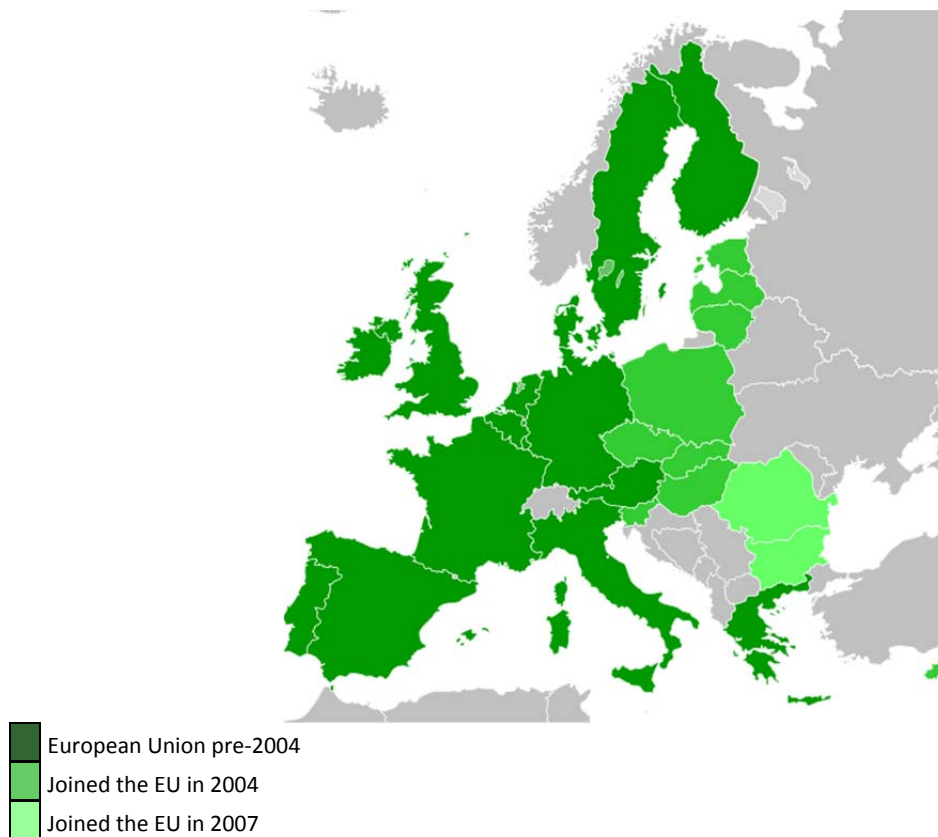 European Union pre-2004
Joined the EU in 2004
Joined the EU in 2007